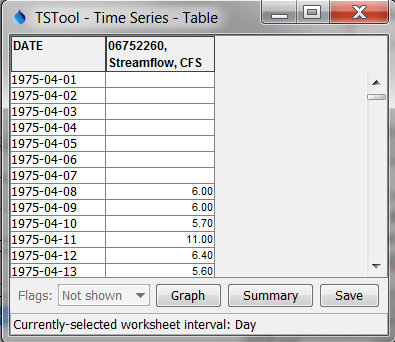 TSTool - Time Series - Table
DATE 06752260,
Streamflow, CFS
1975-04-01
1975-04-02
1975-04-03
1975-04-04
1975-04-05
1975-04-06
1975-04-07
1975-04-08 6.00
1975-04-09 6.00
1975-04-10 5.70
1975-04-11 11.00
1975-04-12 6.40
1975-04-13 5.60
Flags: Not shown Graph Summary Save
Currently-selected worksheet interval: Day